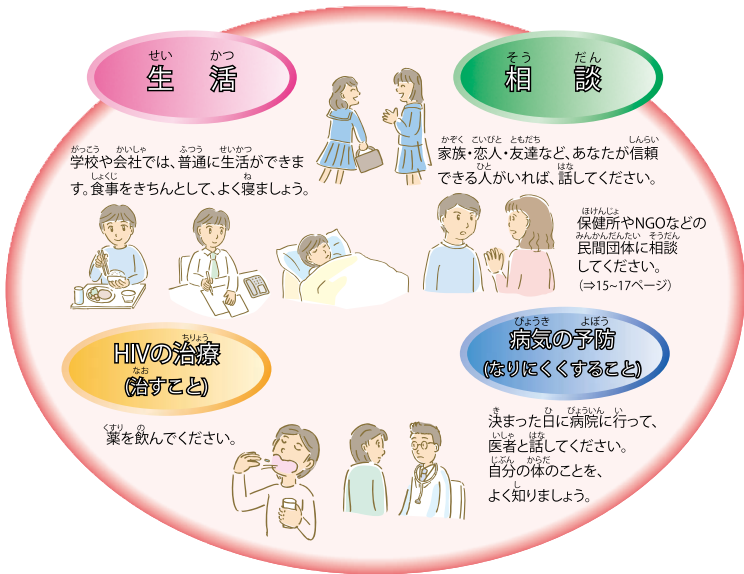 せい かつ
生 活
がっこう かいしゃ ふつう せいかつ
学校や会社では、普通に生活ができま
しょくじ ね
す。食事をきちんとして、よく寝ましょう。
そう だん
相 談
かぞく こいびと ともだち しんらい
家族・恋人・友達など、あなたが信頼
ひと はな
できる人がいれば、話してください。
ほけんじょ
保健所やNGOなどの
みんかんだんたい そうだん
民間団体に相談
してください。
(⇒15~17ページ)
ちりょう
HIVの治療
なお
(治すこと)
くすり の
薬を飲んでください。
びょうき よぼう
病気の予防
(なりにくくすること)
き ひ びょういん い
決まった日に病院に行って、
いしゃ はな
医者と話してください。
じぶん からだ
自分の体のことを、
し
よく知りましょう。